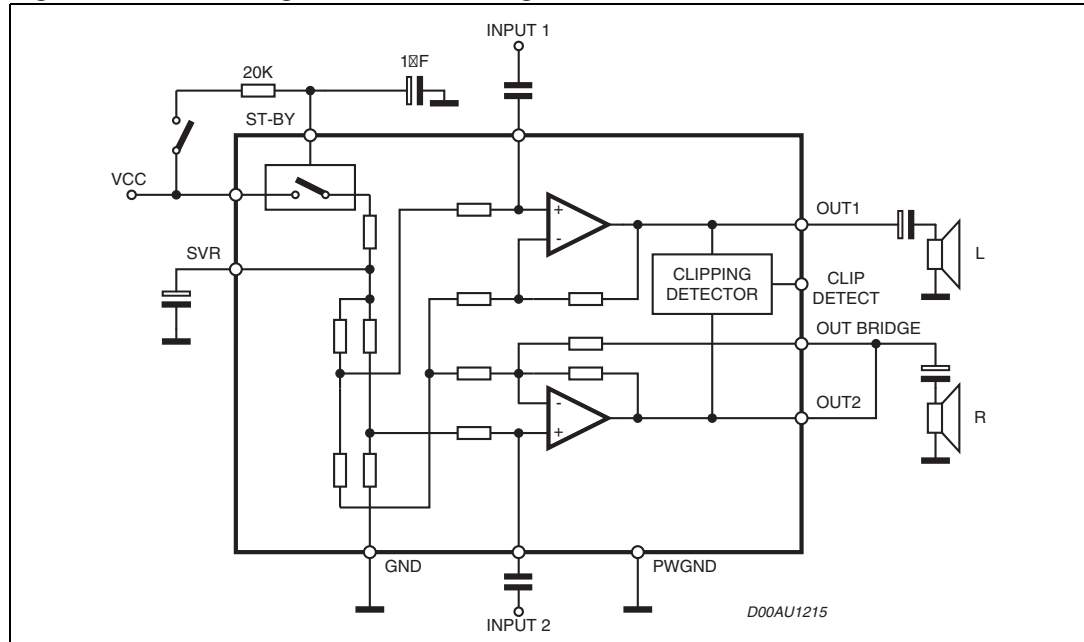 INPUT 1
20K
1▯F
ST-BY
VCC
+
-
OUT1
SVR
CLIPPING
DETECTOR
L
CLIP
DETECT
OUT BRIDGE
-
+
OUT2
R
GND
PWGND
INPUT 2
D00AU1215